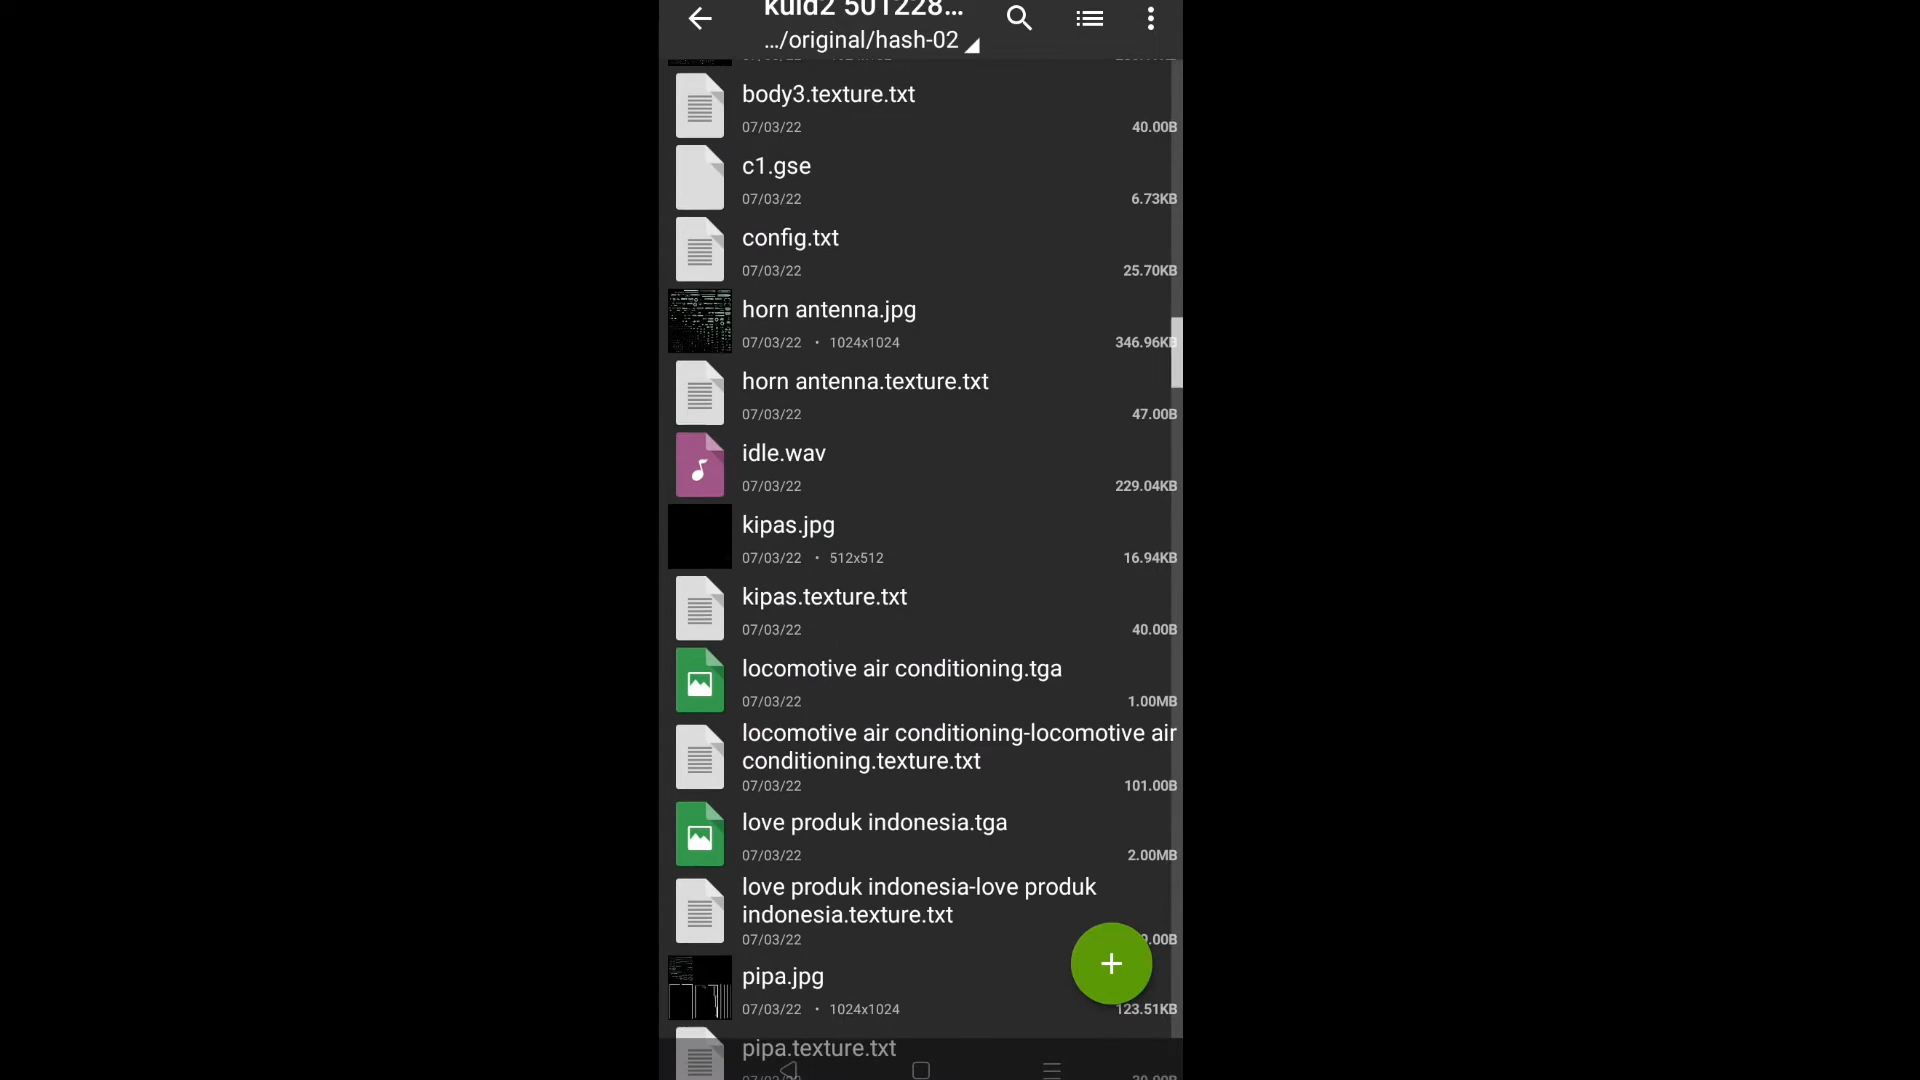 kuid2 501228...
.../original/hash-02
body3.texture.txt
07/03/22 40.00B
c1.gse
07/03/22 6.73KB
config.txt
07/03/22 25.70KB
horn antenna.jpg
07/03/22 • 1024x1024 346.96KB
horn antenna.texture.txt
07/03/22 47.00B
idle.wav
07/03/22 229.04KB
kipas.jpg
07/03/22 • 512x512 16.94KB
kipas.texture.txt
07/03/22 40.00B
locomotive air conditioning.tga
07/03/22 1.00MB
locomotive air conditioning-locomotive air
conditioning.texture.txt
07/03/22 101.00B
love produk indonesia.tga
07/03/22 2.00MB
love produk indonesia-love produk
indonesia.texture.txt
07/03/22
pipa.jpg
07/03/22 • 1024x1024 123.51KB
pipa.texture.txt